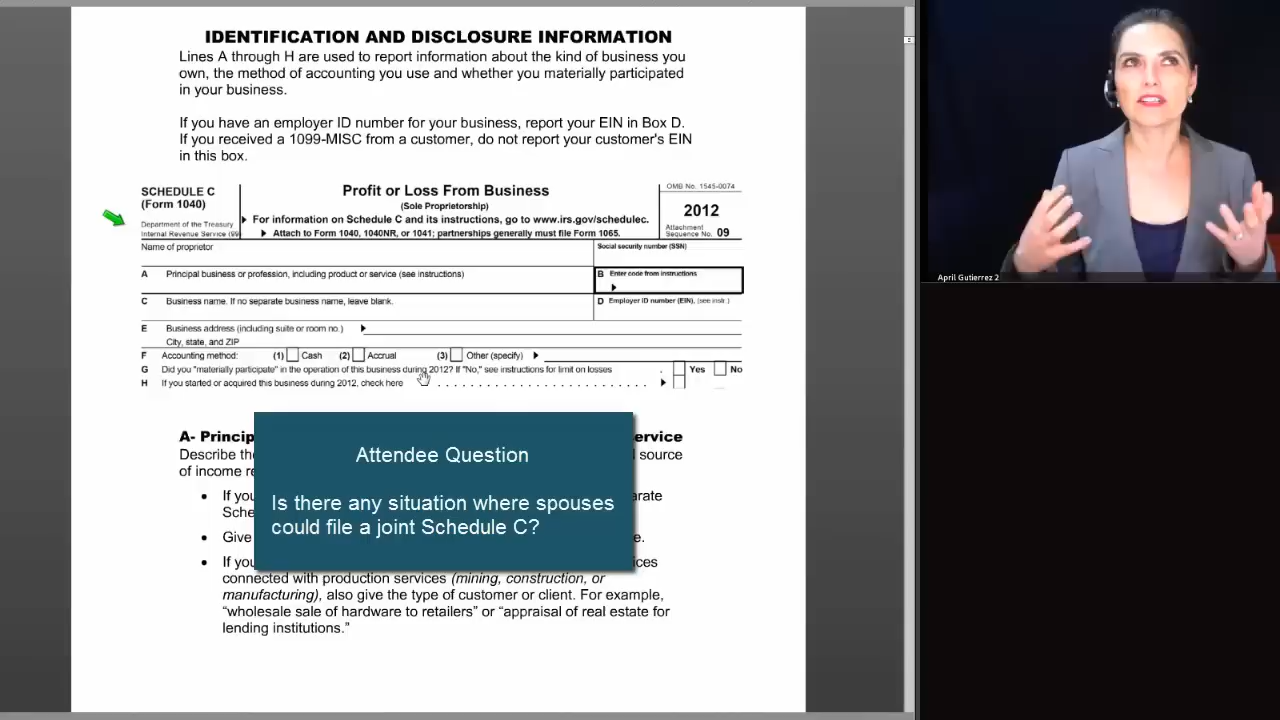 IDENTIFICATION AND DISCLOSURE INFORMATION
Lines A through H are used to report information about the kind of business you
own, the method of accounting you use and whether you materially participated
in your business.
If you have an employer ID number for your business, report your EIN in Box D.
If you received a 1099-MISC from a customer, do not report your customer's EIN
in this box.
SCHEDULE C
(Form 1040)
Department of the Treasury
Internal Revenue Service (99)
Profit or Loss From Business
(Sole Proprietorship)
For information on Schedule C and its instructions, go to www.irs.gov/schedulec.
Attach to Form 1040, 1040NR, or 1041; partnerships generally must file Form 1065.
OMB No. 1545-0074
2012
Attachment
Sequence No. 09
Name of proprietor
Social security number (SSN)
A Principal business or profession, including product or service (see instructions)
B Enter code from instructions
C Business name. If no separate business name, leave blank.
D Employer ID number (EIN), (see instr.)
E Business address (including suite or room no.)
City, state, and ZIP
F Accounting method: (1) Cash (2) Accrual (3) Other (specify)
G Did you "materially participate" in the operation of this business during 2012? If "No," see instructions for limit on losses . Yes No
H If you started or acquired this business during 2012, check here . . . . . . . . . . . . . . . . .
A- Princip ervice
Describe the l source
of income re
If you arate
Sche
Give e.
If you ices
connected with production services (mining, construction, or
manufacturing), also give the type of customer or client. For example,
“wholesale sale of hardware to retailers” or “appraisal of real estate for
lending institutions.”
Attendee Question
Is there any situation where spouses
could file a joint Schedule C?
April Gutierrez 2